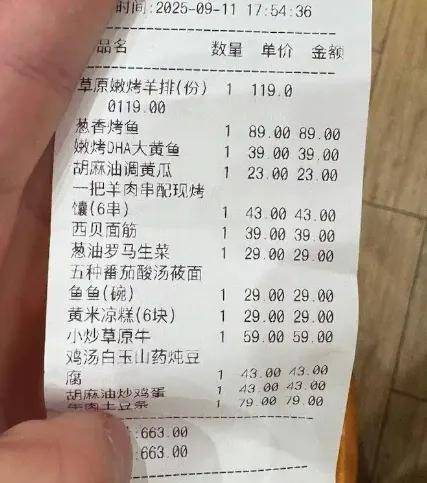 时间:2025-09-11 17:54:36
品名 数量 单价 金额
草原嫩烤羊排(份) 1 119.0
0119.00
葱香烤鱼 1 89.00 89.00
嫩烤DHA大黄鱼 1 39.00 39.00
胡麻油调黄瓜 1 23.00 23.00
一把羊肉串配现烤
馕(6串) 1 43.00 43.00
西贝面筋 1 39.00 39.00
葱油罗马生菜 1 29.00 29.00
五种番茄酸汤莜面
鱼鱼(碗) 1 29.00 29.00
黄米凉糕(6块) 1 29.00 29.00
小炒草原牛 1 59.00 59.00
鸡汤白玉山药炖豆
腐 1 43.00 43.00
胡麻油炒鸡蛋 1 43.00 43.00
牛肉土豆条 1 79.00 79.00
:663.00
:663.00